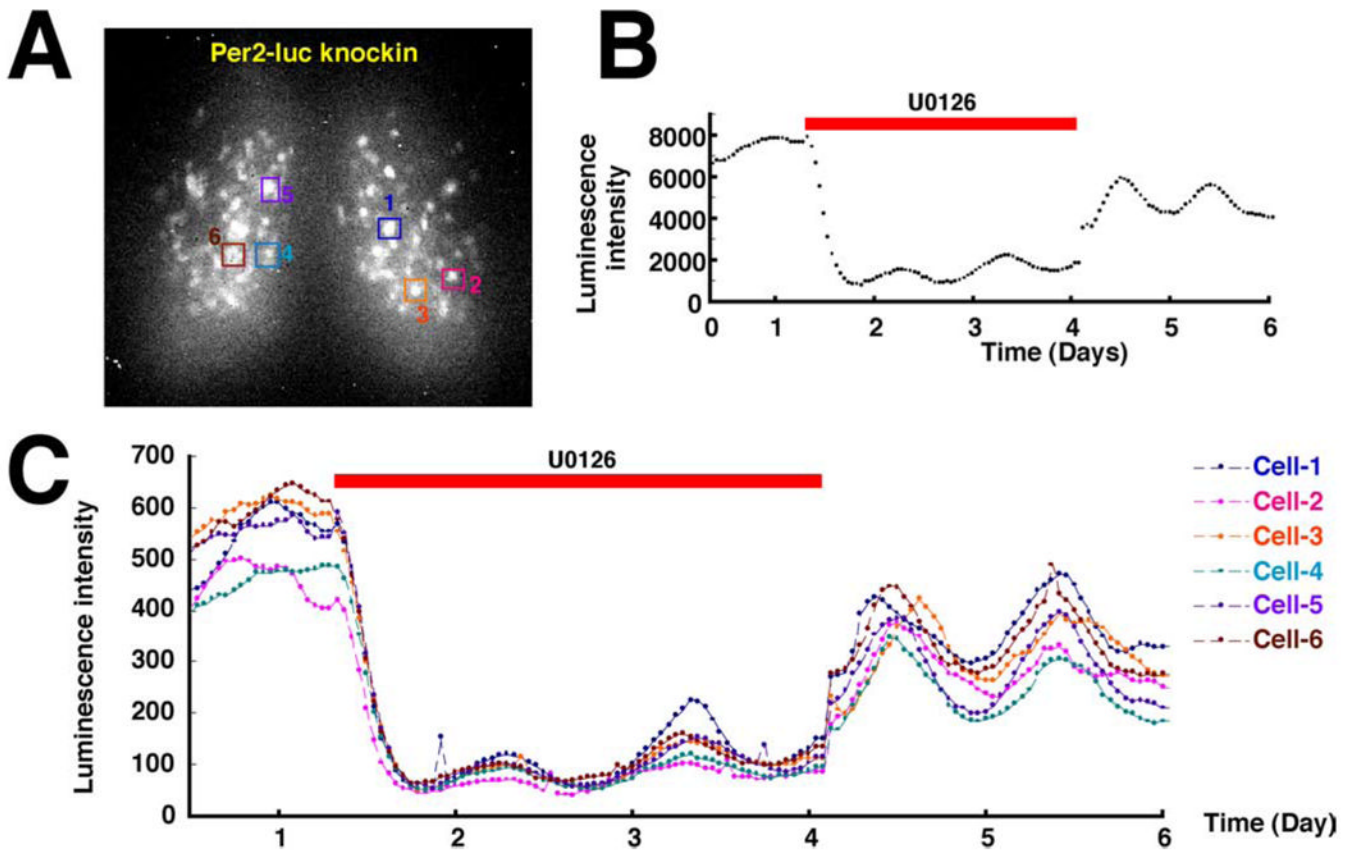 A
Per2-luc knockin
5
1
6
4
2
3
B
U0126
Luminescence
intensity
8000
6000
4000
2000
0
0 1 2 3 4 5 6
Time (Days)
C
U0126
Luminescence intensity
700
600
500
400
300
200
100
0
1 2 3 4 5 6
Time (Day)
Cell-1
Cell-2
Cell-3
Cell-4
Cell-5
Cell-6